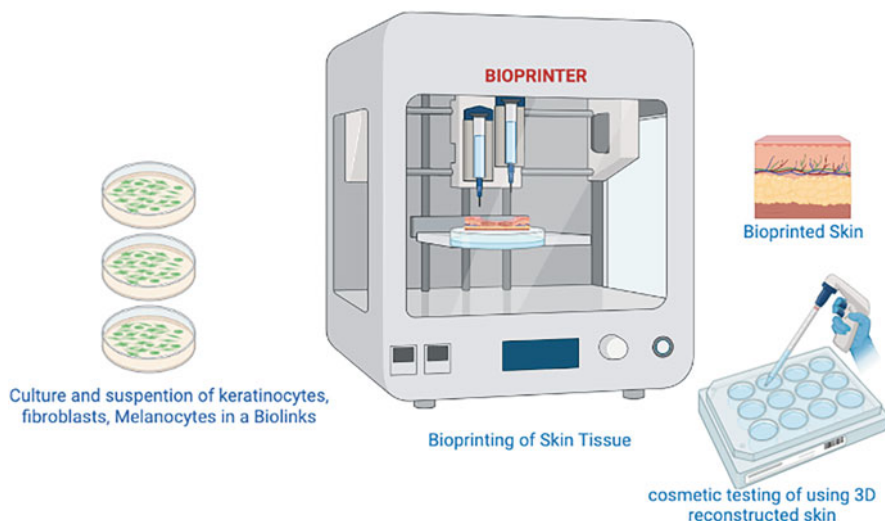 BIOPRINTER
Culture and suspention of keratinocytes,
fibroblasts, Melanocytes in a Biolinks
Bioprinting of Skin Tissue
Bioprinted Skin
cosmetic testing of using 3D
reconstructed skin